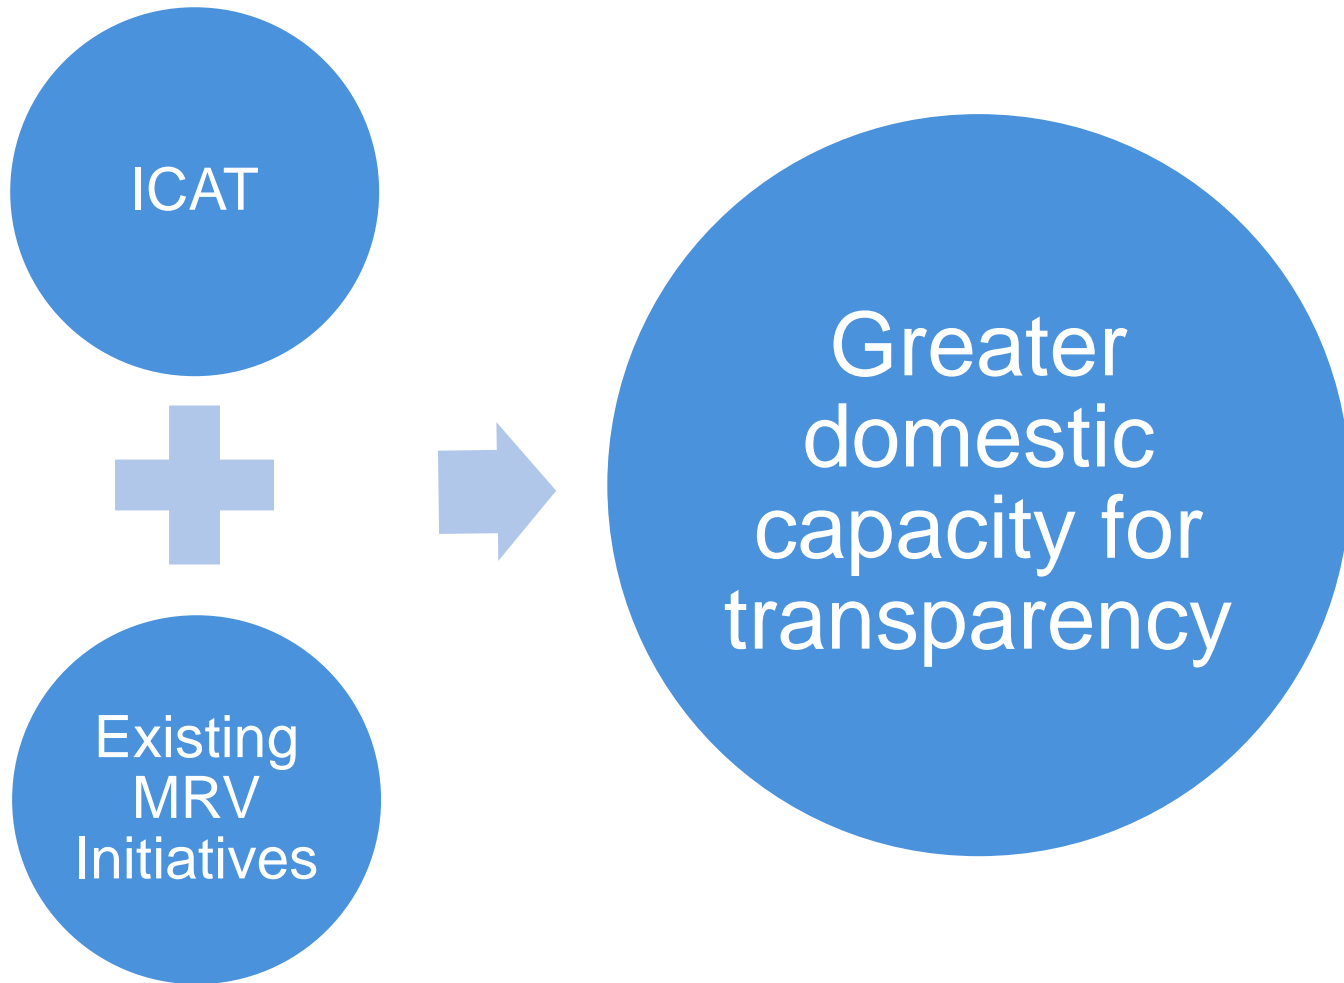 ICAT
Existing
MRV
Initiatives
Greater
domestic
capacity for
transparency